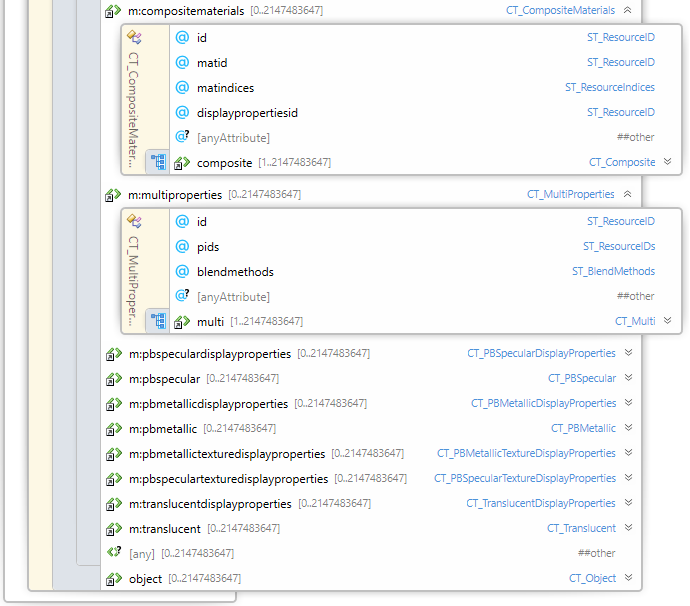 m:compositematerials [0..2147483647] CT_CompositeMaterials
CT_CompositeMater...
@ id ST_ResourceID
@ matid ST_ResourceID
@ matindices ST_ResourceIndices
@ displaypropertiesid ST_ResourceID
@? [anyAttribute] ##other
composite [1..2147483647] CT_Composite
m:multiproperties [0..2147483647] CT_MultiProperties
CT_MultiProper...
@ id ST_ResourceID
@ pids ST_ResourceIDs
@ blendmethods ST_BlendMethods
@? [anyAttribute] ##other
multi [1..2147483647] CT_Multi
m:pbspeculardisplayproperties [0..2147483647] CT_PBSpecularDisplayProperties
m:pbspecular [0..2147483647] CT_PBSpecular
m:pbmetallicdisplayproperties [0..2147483647] CT_PBMetallicDisplayProperties
m:pbmetallic [0..2147483647] CT_PBMetallic
m:pbmetallictexturedisplayproperties [0..2147483647] CT_PBMetallicTextureDisplayProperties
m:pbspeculartexturedisplayproperties [0..2147483647] CT_PBSpecularTextureDisplayProperties
m:translucentdisplayproperties [0..2147483647] CT_TranslucentDisplayProperties
m:translucent [0..2147483647] CT_Translucent
[any] [0..2147483647] ##other
object [0..2147483647] CT_Object